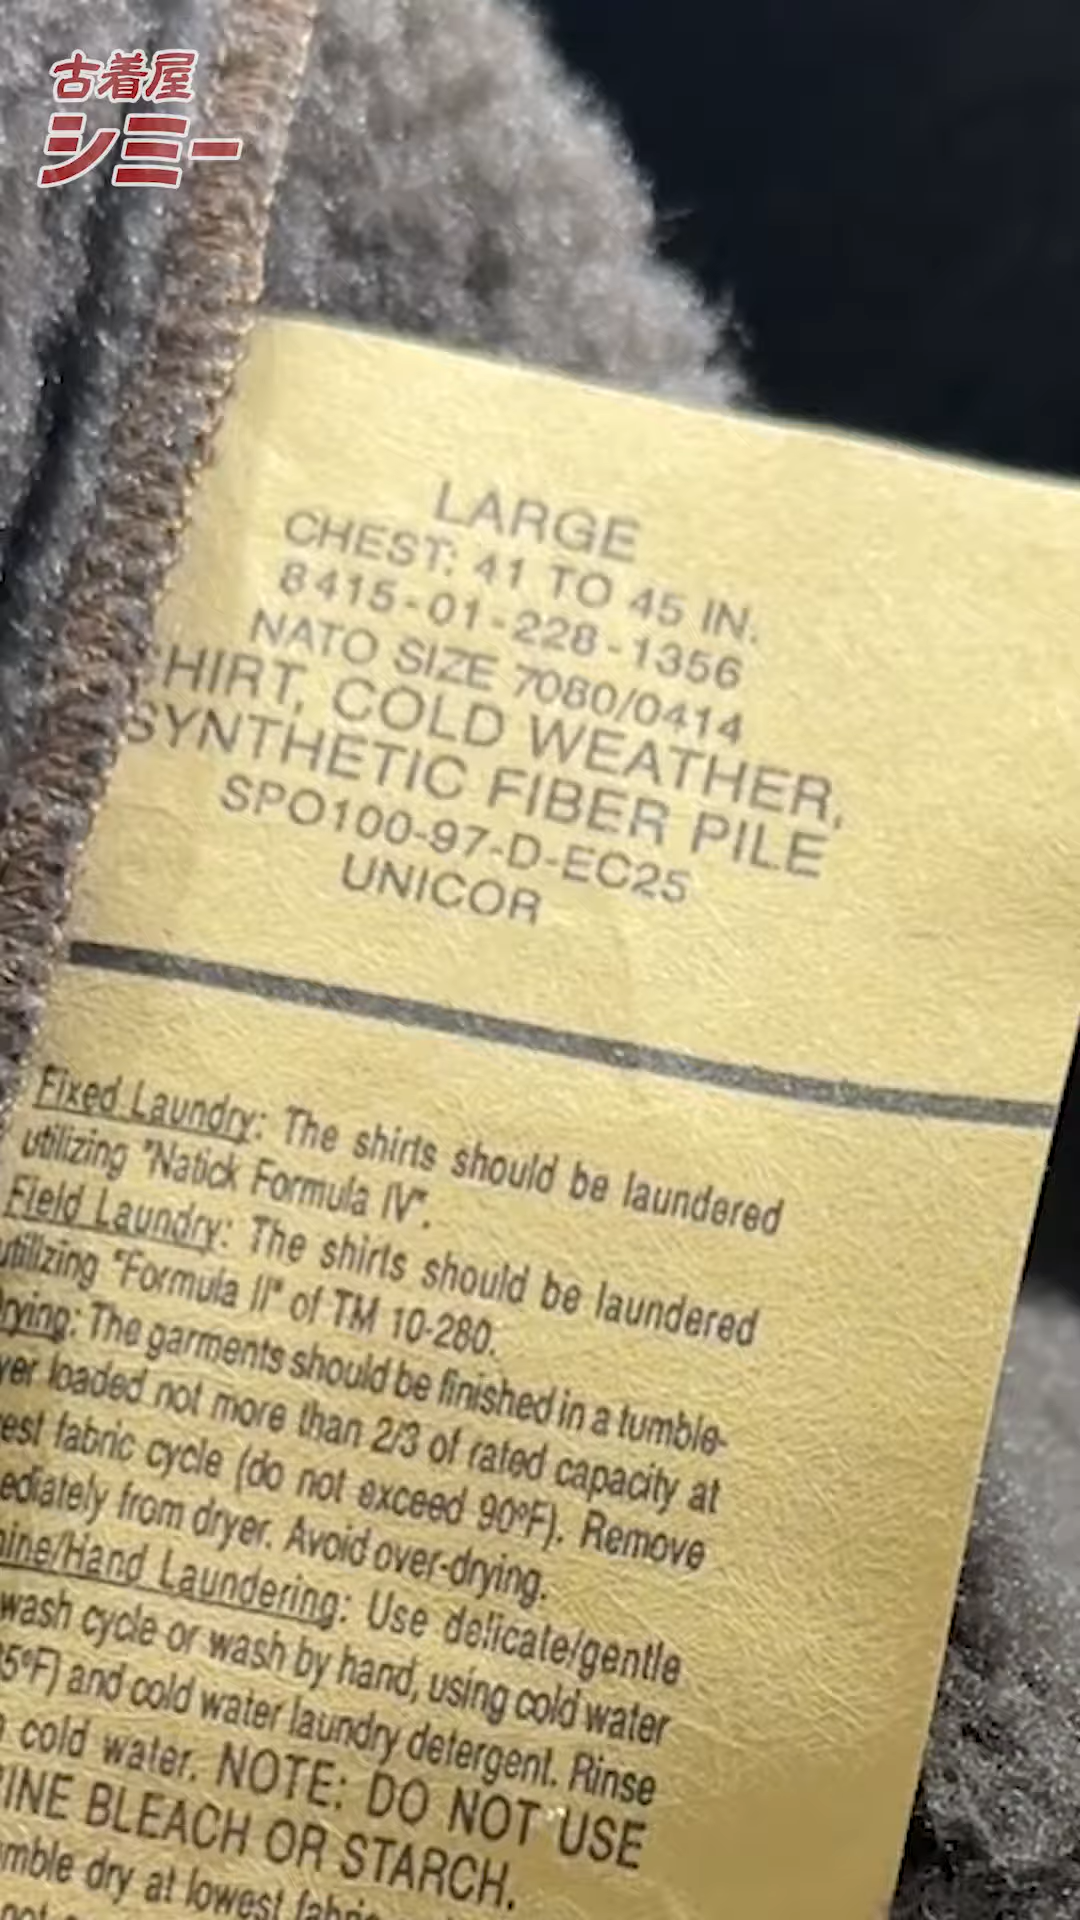 古着屋
シミー
LARGE
CHEST: 41 TO 45 IN.
8415-01-228-1356
NATO SIZE 7080/0414
HIRT, COLD WEATHER,
SYNTHETIC FIBER PILE
SPO100-97-D-EC25
UNICOR
Fixed Laundry: The shirts should be laundered
utilizing "Natick Formula IV".
Field Laundry: The shirts should be laundered
utilizing "Formula II" of TM 10-280.
rying: The garments should be finished in a tumble-
yer loaded not more than 2/3 of rated capacity at
est fabric cycle (do not exceed 90°F). Remove
ediately from dryer. Avoid over-drying.
ine/Hand Laundering: Use delicate/gentle
wash cycle or wash by hand, using cold water
5°F) and cold water laundry detergent. Rinse
cold water. NOTE: DO NOT USE
INE BLEACH OR STARCH.
mble dry at lowest fabric